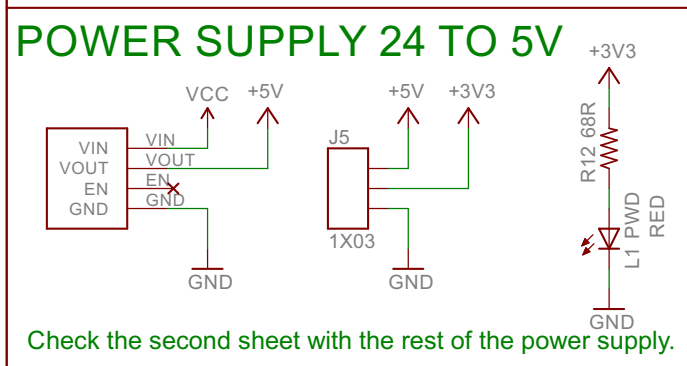 POWER SUPPLY 24 TO 5V
VCC
+5V
VIN
VOUT
EN
GND
VIN
VOUT
EN
GND
GND
+5V
+3V3
J5
1X03
GND
+3V3
R12 68R
L1 PWD
RED
GND
Check the second sheet with the rest of the power supply.